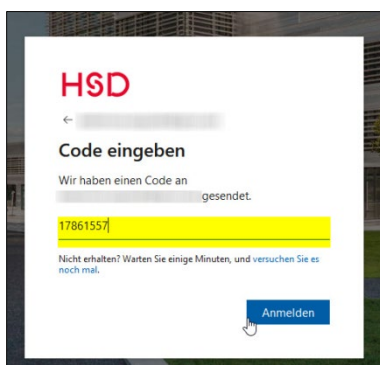 HSD
Code eingeben
Wir haben einen Code an
gesendet.
17861557
Nicht erhalten? Warten Sie einige Minuten, und versuchen Sie es
noch mal.
Anmelden